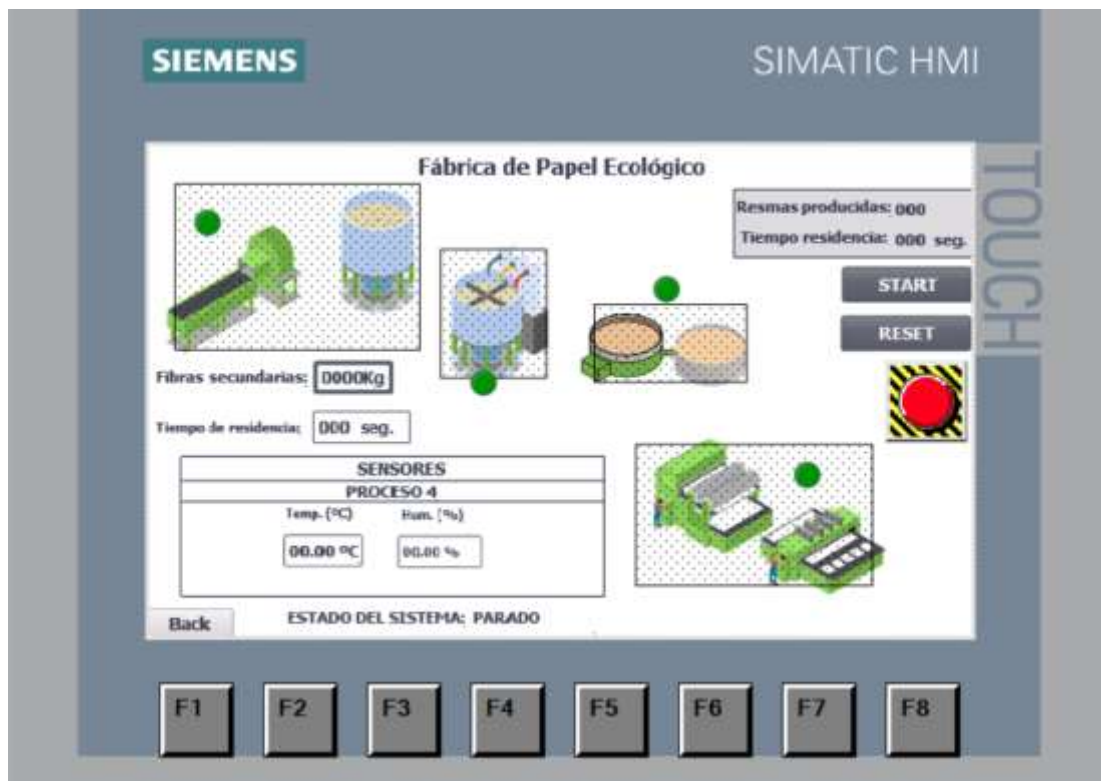 SIEMENS
SIMATIC HMI
TOUCH
Fábrica de Papel Ecológico
Resmas producidas: 000
Tiempo residencia: 000 seg.
START
RESET
Fibras secundarias: 0000Kg
Tiempo de residencia: 000 seg.
SENSORES
PROCESO 4
Temp. (ºC) Hum. (%)
00.00 ºC 00.00 %
Back
ESTADO DEL SISTEMA: PARADO
F1 F2 F3 F4 F5 F6 F7 F8